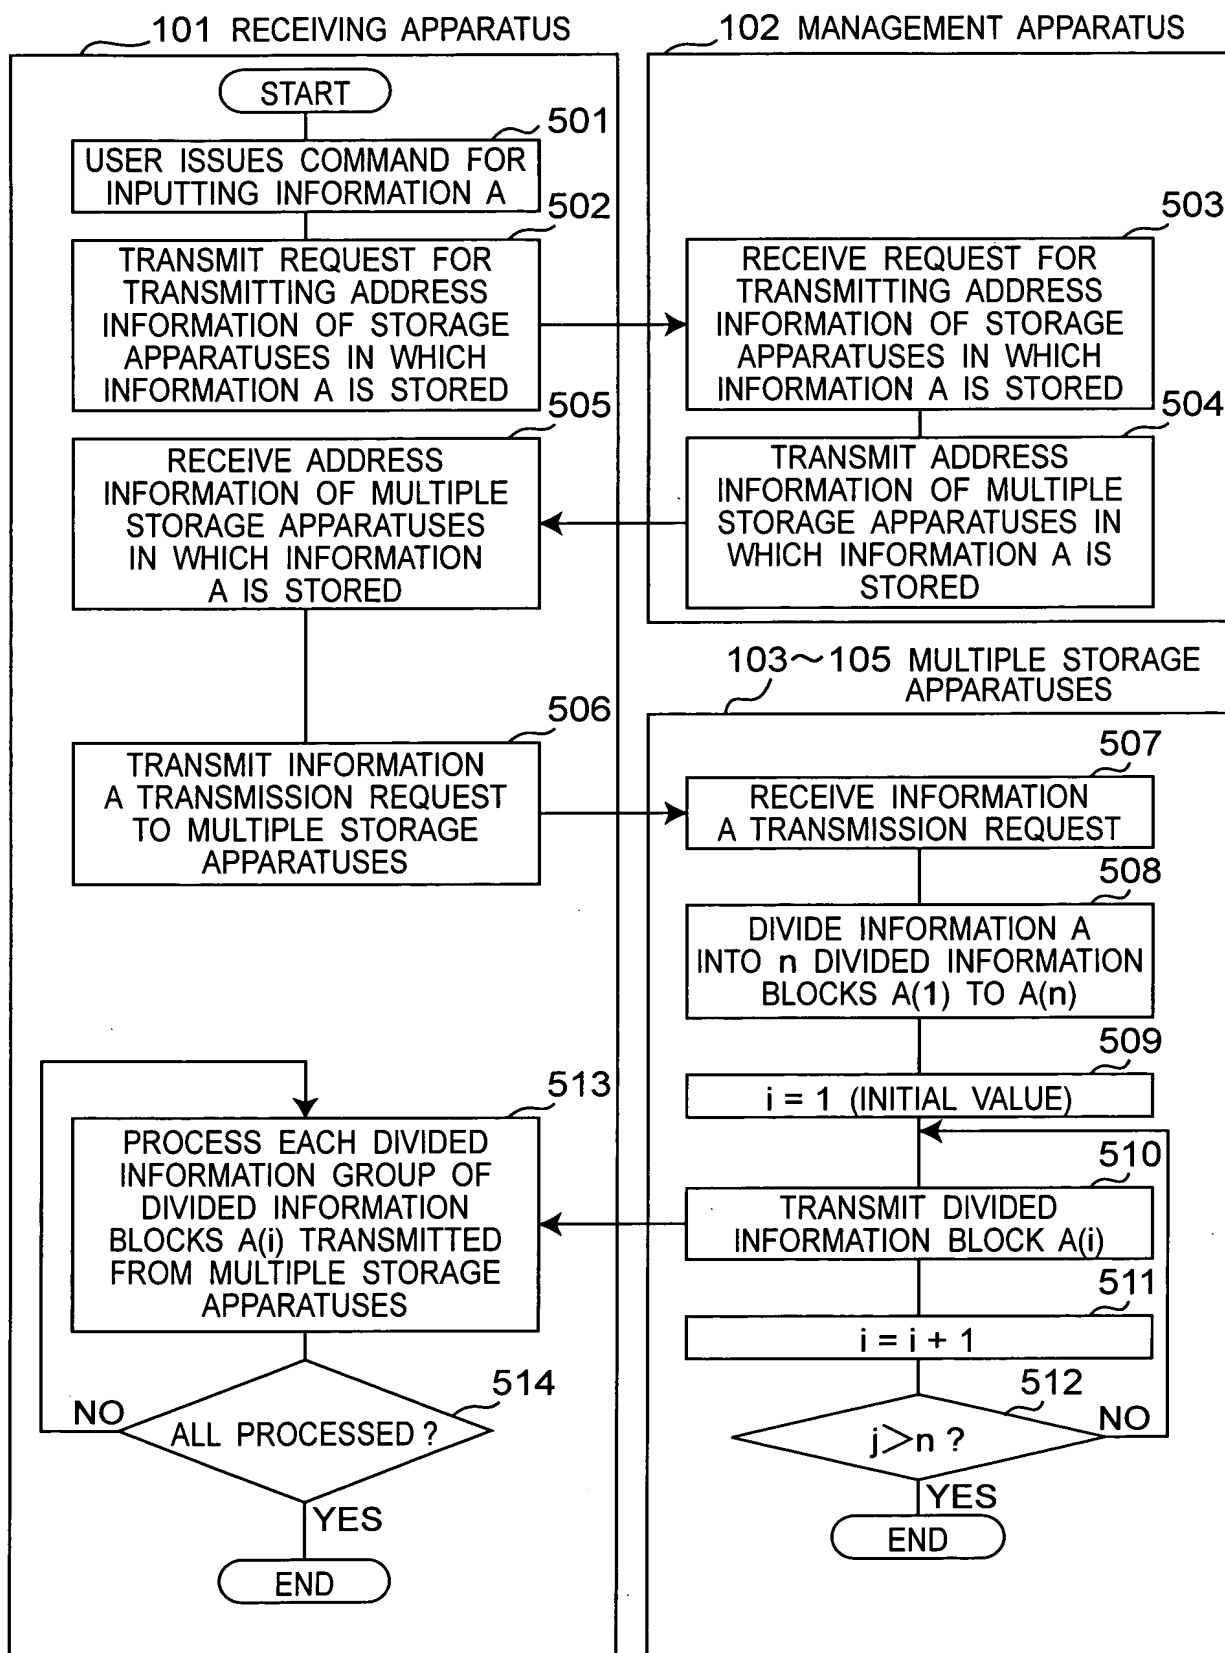 101 RECEIVING APPARATUS
START
501
USER ISSUES COMMAND FOR
INPUTTING INFORMATION A
502
TRANSMIT REQUEST FOR
TRANSMITTING ADDRESS
INFORMATION OF STORAGE
APPARATUSES IN WHICH
INFORMATION A IS STORED
505
RECEIVE ADDRESS
INFORMATION OF MULTIPLE
STORAGE APPARATUSES
IN WHICH INFORMATION
A IS STORED
506
TRANSMIT INFORMATION
A TRANSMISSION REQUEST
TO MULTIPLE STORAGE
APPARATUSES
513
PROCESS EACH DIVIDED
INFORMATION GROUP OF
DIVIDED INFORMATION
BLOCKS A(i) TRANSMITTED
FROM MULTIPLE STORAGE
APPARATUSES
514
NO
ALL PROCESSED ?
YES
END
102 MANAGEMENT APPARATUS
503
RECEIVE REQUEST FOR
TRANSMITTING ADDRESS
INFORMATION OF STORAGE
APPARATUSES IN WHICH
INFORMATION A IS STORED
504
TRANSMIT ADDRESS
INFORMATION OF MULTIPLE
STORAGE APPARATUSES IN
WHICH INFORMATION A IS
STORED
103~105 MULTIPLE STORAGE
APPARATUSES
507
RECEIVE INFORMATION
A TRANSMISSION REQUEST
508
DIVIDE INFORMATION A
INTO n DIVIDED INFORMATION
BLOCKS A(1) TO A(n)
509
i = 1 (INITIAL VALUE)
510
TRANSMIT DIVIDED
INFORMATION BLOCK A(i)
511
i = i + 1
512
j>n ?
NO
YES
END